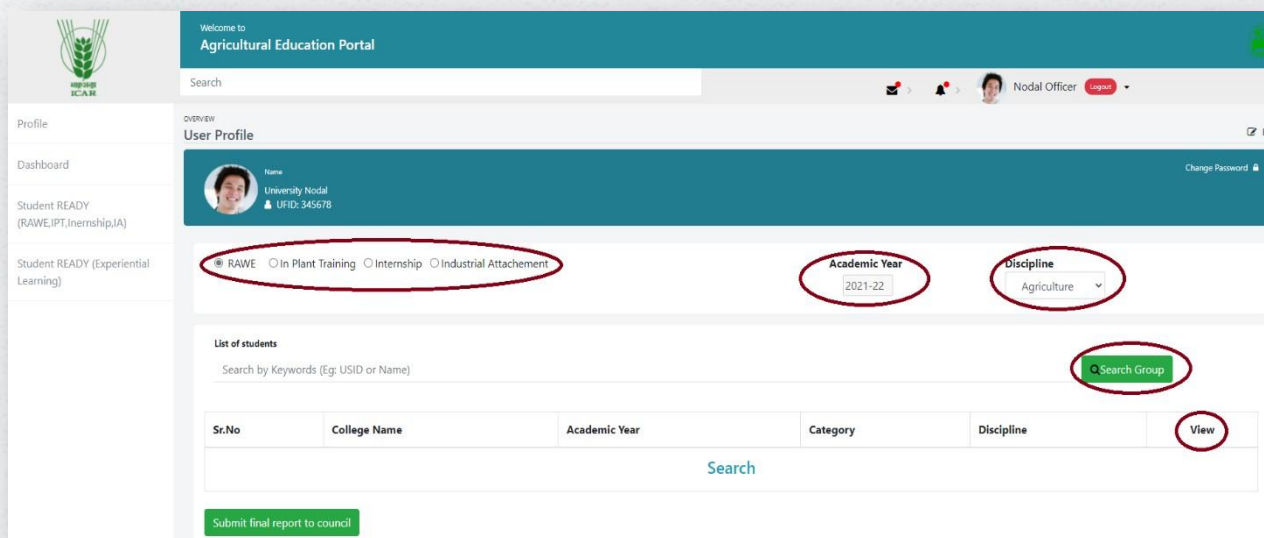 Welcome to
Agricultural Education Portal
ICAR
Search
Nodal Officer Logout
Profile
Dashboard
Student READY
(RAWE,IPT,Inernship,IA)
Student READY (Experiential
Learning)
OVERVIEW
User Profile
Name
University Nodal
UFID: 345678
Change Password
RAWE In Plant Training Internship Industrial Attachement
Academic Year
2021-22
Discipline
Agriculture
List of students
Search by Keywords (Eg: USID or Name)
Search Group
Sr.No College Name Academic Year Category Discipline View
Search
Submit final report to council